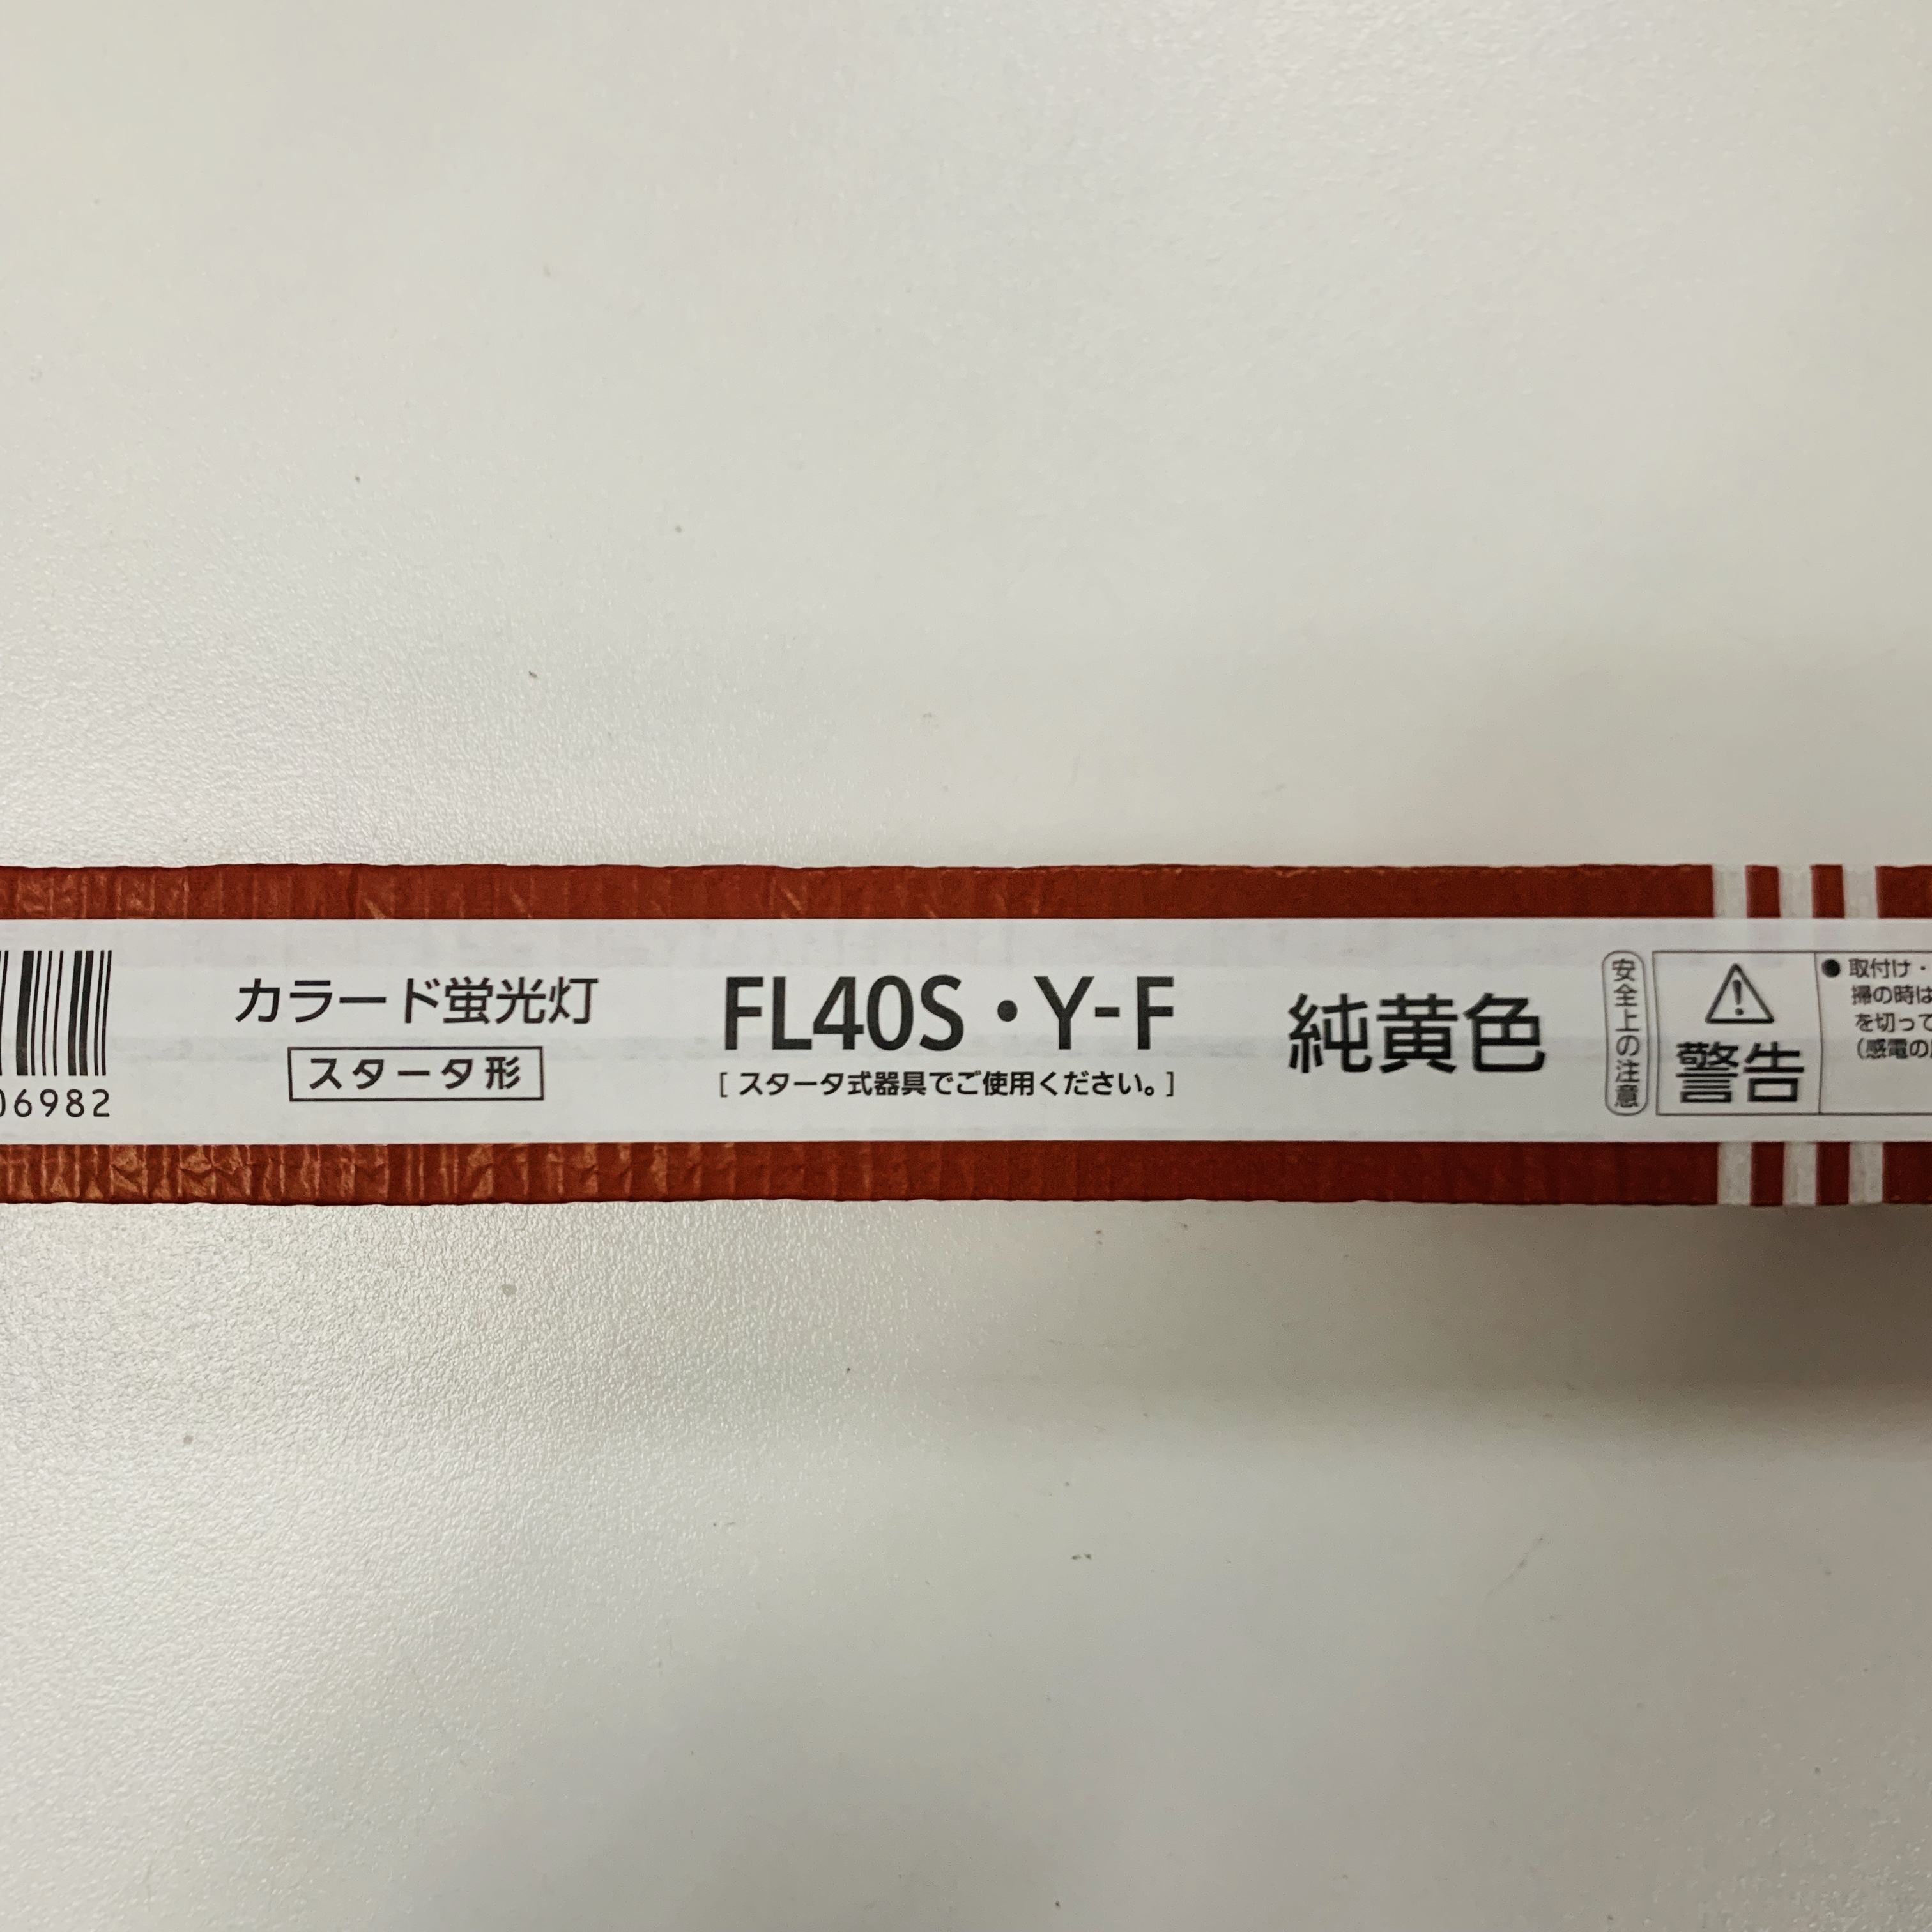 06982
カラード蛍光灯
スタータ形
FL40S・Y-F
[スタータ式器具でご使用ください。]
純黄色
安全上の注意
警告
●取付け・
掃の時は
を切って
(感電の